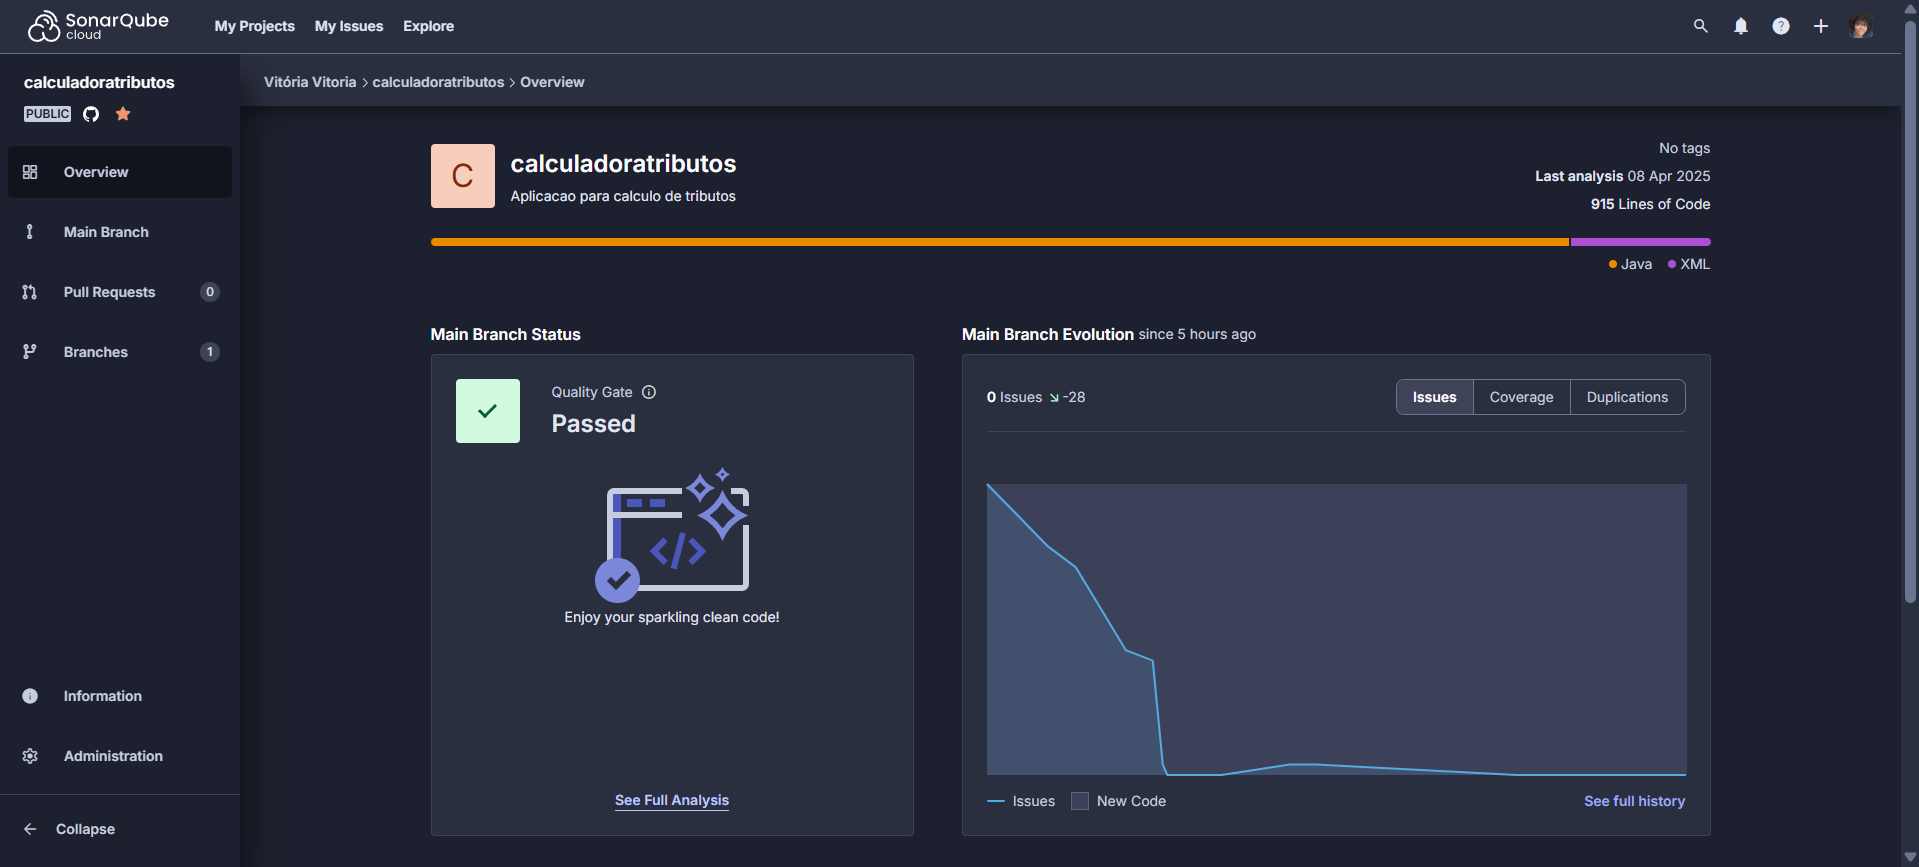 SonarQube cloud
My Projects My Issues Explore
calculadoratributos
PUBLIC
Overview
Main Branch
Pull Requests 0
Branches 1
Information
Administration
Collapse
Vitória Vitoria > calculadoratributos > Overview
C
calculadoratributos
Aplicacao para calculo de tributos
No tags
Last analysis 08 Apr 2025
915 Lines of Code
Java XML
Main Branch Status
Quality Gate
Passed
</>
Enjoy your sparkling clean code!
See Full Analysis
Main Branch Evolution since 5 hours ago
0 Issues -28
Issues Coverage Duplications
Issues New Code
See full history